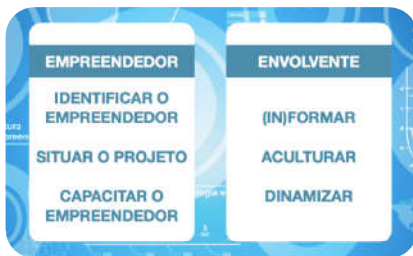 EMPREENDEDOR
IDENTIFICAR O
EMPREENDEDOR
SITUAR O PROJETO
CAPACITAR O
EMPREENDEDOR
ENVOLVENTE
(IN)FORMAR
ACULTURAR
DINAMIZAR